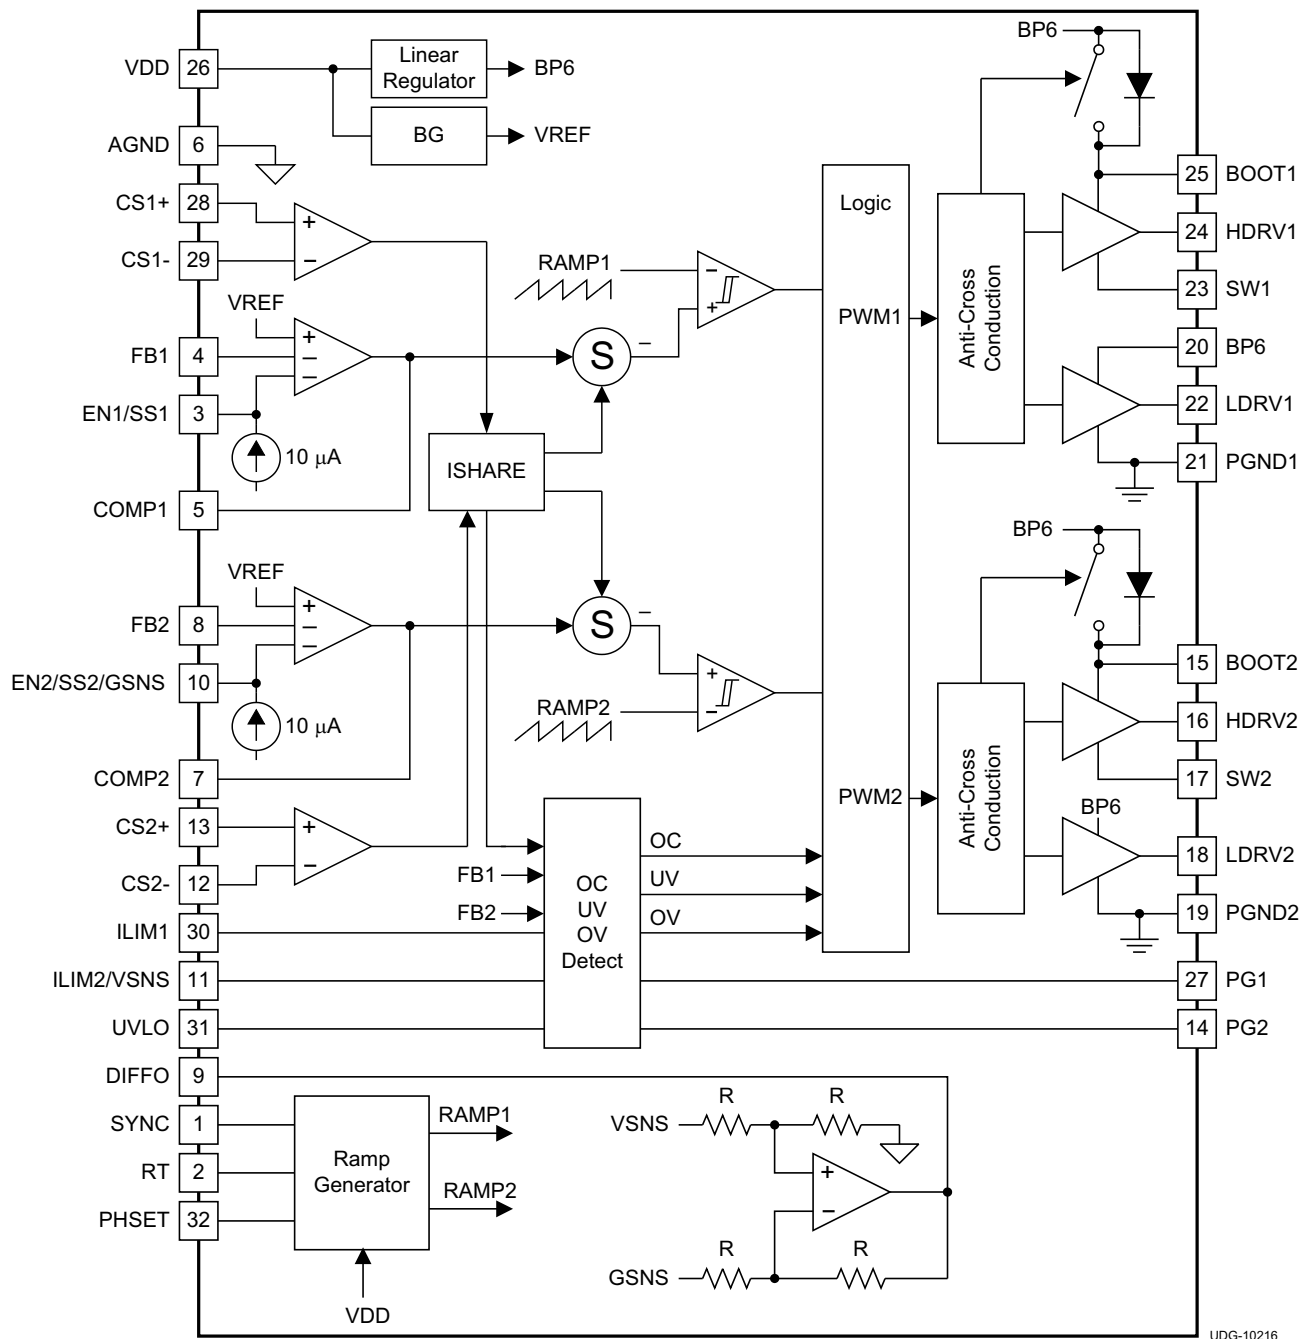 VDD 26
Linear
Regulator
BP6
BG
VREF
AGND 6
CS1+ 28
+
CS1- 29
−
VREF
FB1 4
+
−
−
EN1/SS1 3
10 μA
COMP1 5
ISHARE
RAMP1
−
+
S
−
VREF
FB2 8
+
−
−
EN2/SS2/GSNS 10
10 μA
COMP2 7
S
−
RAMP2
+
−
CS2+ 13
+
CS2- 12
−
ILIM1 30
ILIM2/VSNS 11
UVLO 31
DIFFO 9
SYNC 1
RT 2
PHSET 32
FB1
FB2
OC
UV
OV
Detect
OC
UV
OV
Logic
PWM1
PWM2
Anti-Cross
Conduction
BP6
25 BOOT1
24 HDRV1
23 SW1
20 BP6
22 LDRV1
21 PGND1
Anti-Cross
Conduction
BP6
15 BOOT2
16 HDRV2
17 SW2
BP6
18 LDRV2
19 PGND2
27 PG1
14 PG2
Ramp
Generator
RAMP1
RAMP2
VDD
VSNS
R
R
+
−
GSNS
R
R
UDG-10216